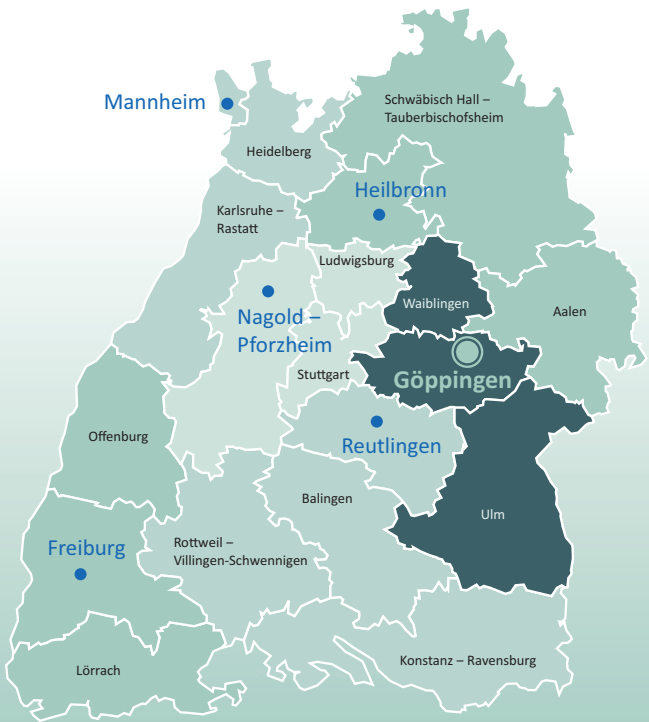 Mannheim
Schwäbisch Hall –
Tauberbischofsheim
Heidelberg
Heilbronn
Karlsruhe –
Rastatt
Ludwigsburg
Waiblingen
Aalen
Nagold –
Pforzheim
Stuttgart
Göppingen
Offenburg
Reutlingen
Balingen
Ulm
Freiburg
Rottweil –
Villingen-Schwennigen
Konstanz – Ravensburg
Lörrach